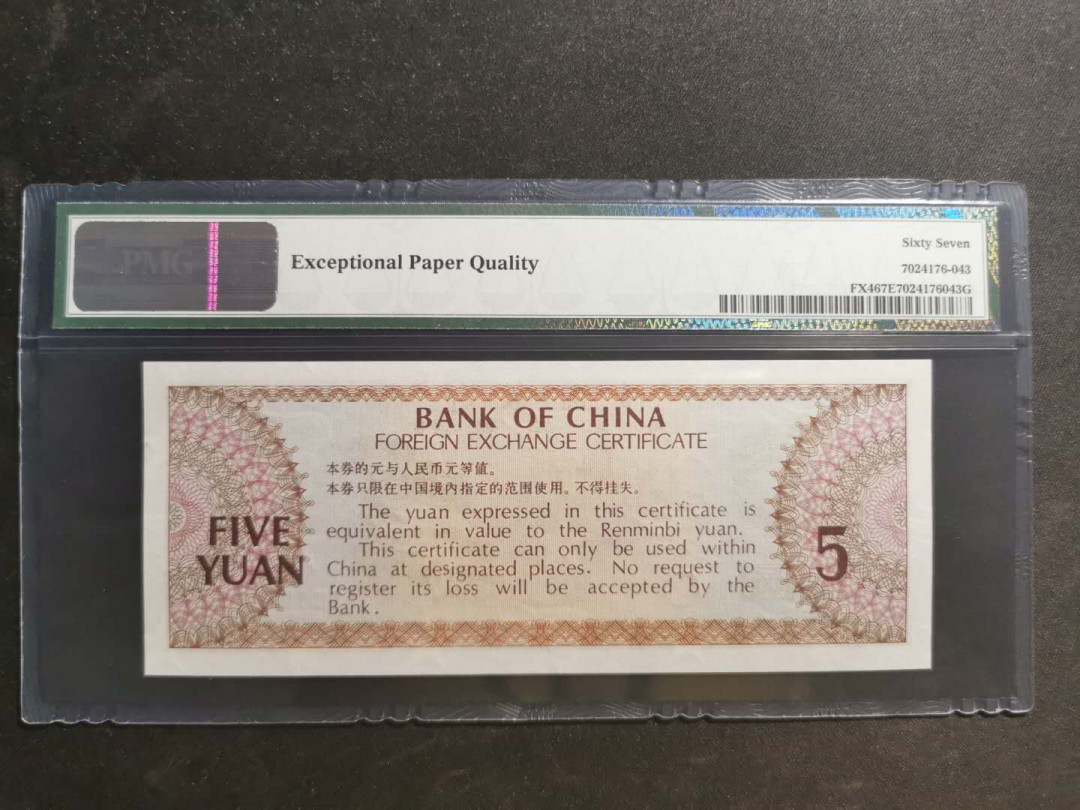 PMG
Exceptional Paper Quality
Sixty Seven
7024176-043
FX467E7024176043G
BANK OF CHINA
FOREIGN EXCHANGE CERTIFICATE
本券的元与人民币元等值。
本券只限在中国境内指定的范围使用。不得挂失。
The yuan expressed in this certificate is
equivalent in value to the Renminbi yuan.
This certificate can only be used within
China at designated places. No request to
register its loss will be accepted by the
Bank.
FIVE
YUAN
5